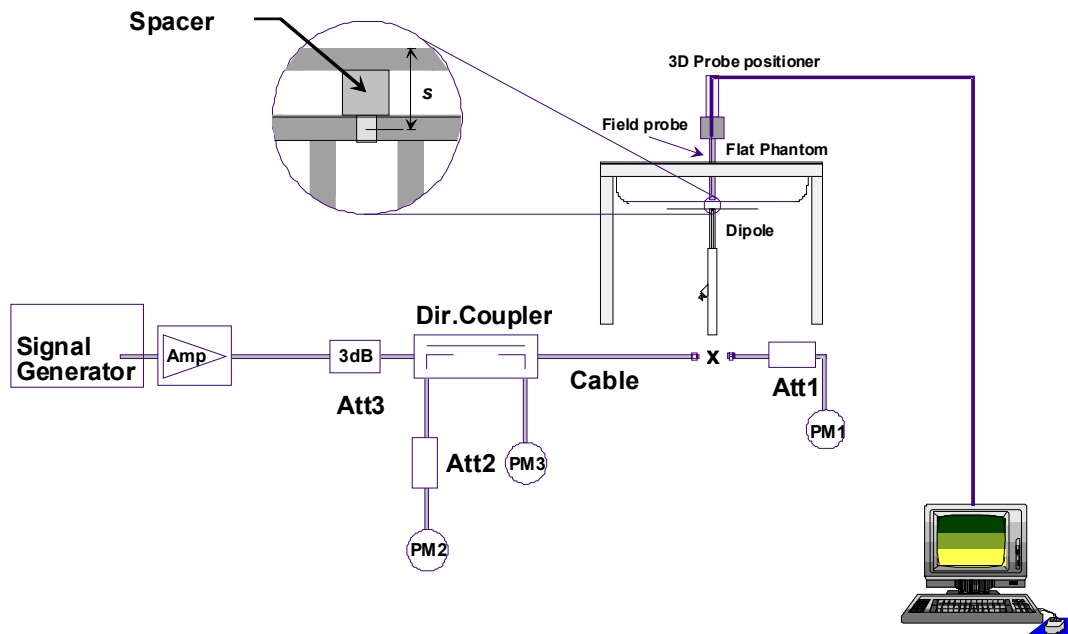 Spacer
s
3D Probe positioner
Field probe
Flat Phantom
Dipole
Signal
Generator
Amp
3dB
Att3
Dir.Coupler
Cable
x
Att1
PM1
Att2
PM3
PM2